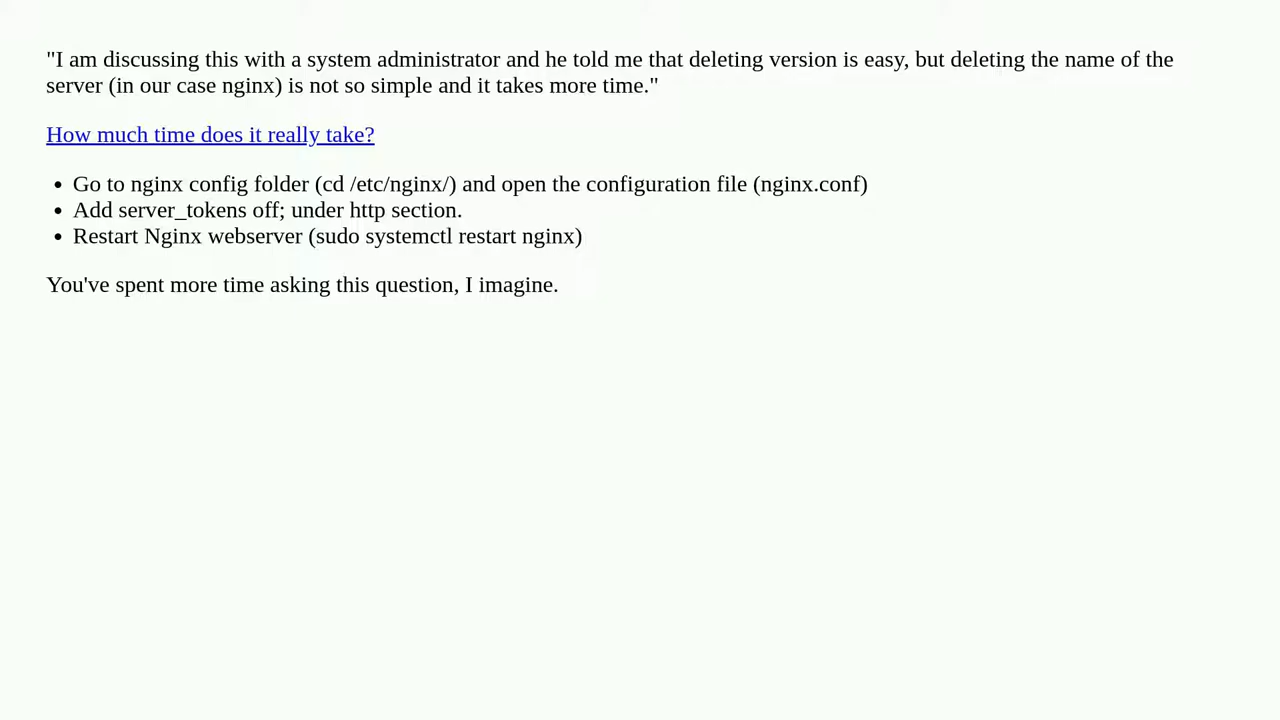 "I am discussing this with a system administrator and he told me that deleting version is easy, but deleting the name of the
server (in our case nginx) is not so simple and it takes more time."
How much time does it really take?
• Go to nginx config folder (cd /etc/nginx/) and open the configuration file (nginx.conf)
• Add server_tokens off; under http section.
• Restart Nginx webserver (sudo systemctl restart nginx)
You've spent more time asking this question, I imagine.